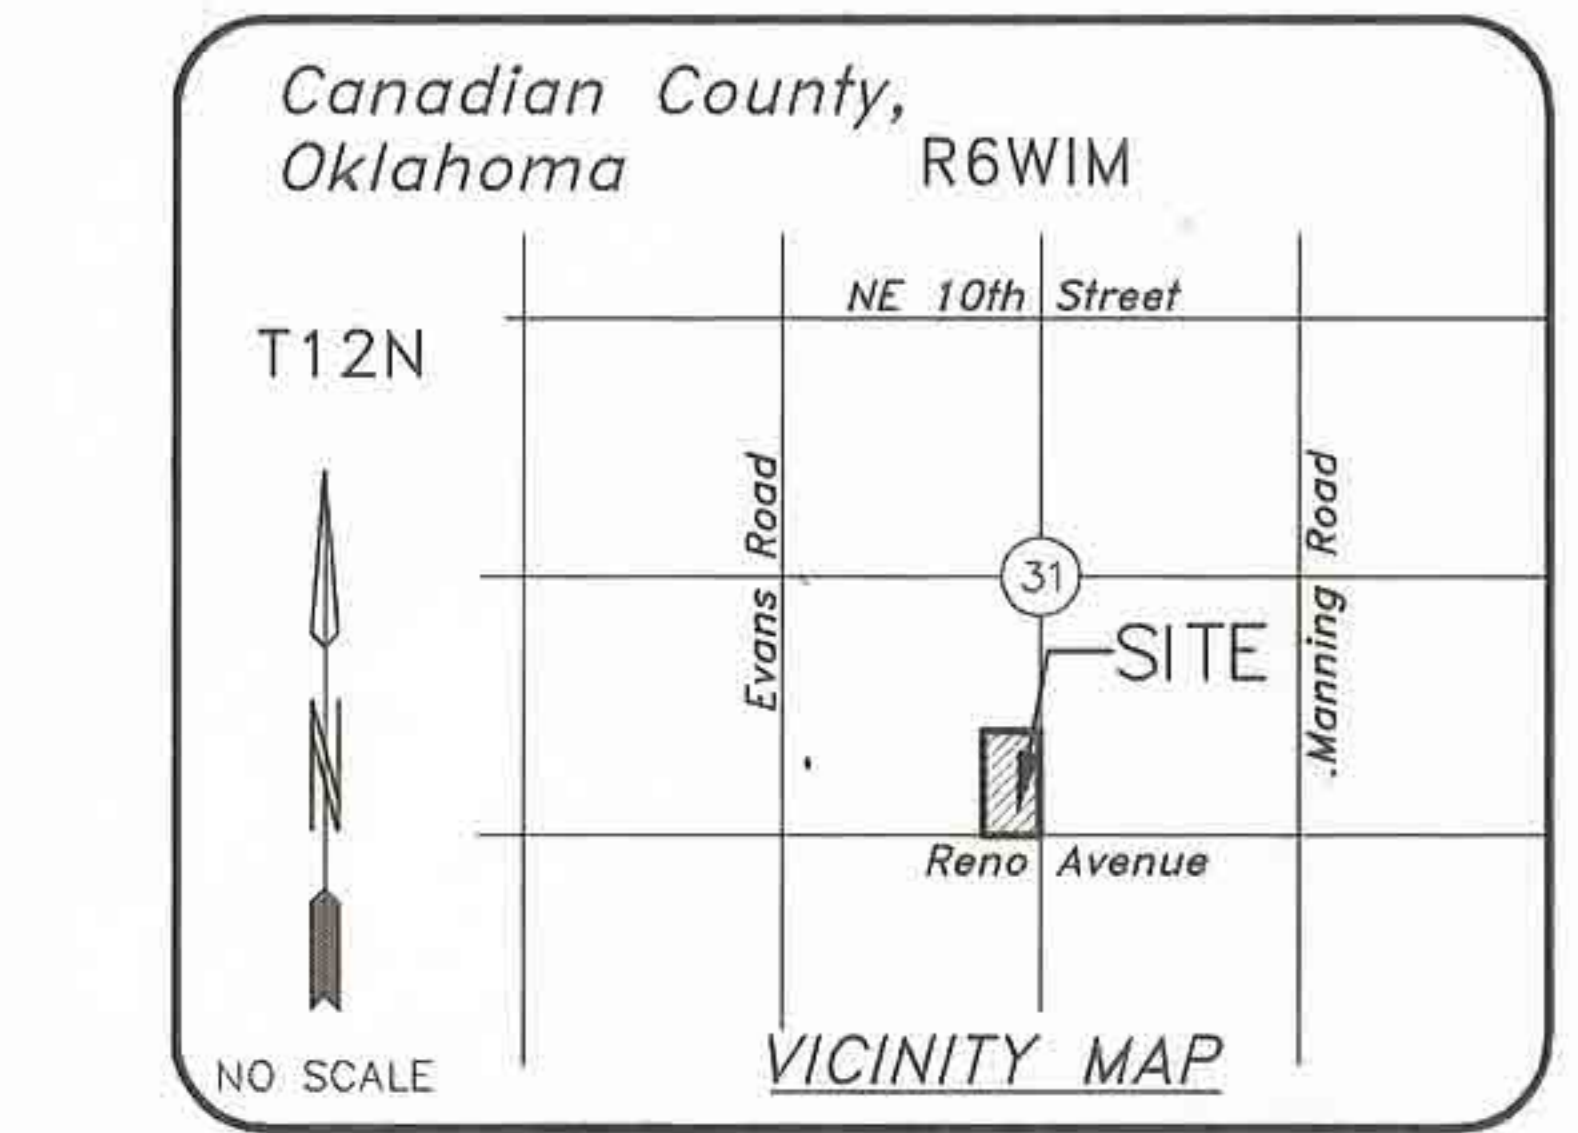 Canadian County,
Oklahoma
R6WIM
NE 10th Street
T12N
Evans Road
Manning Road
31
SITE
N
Reno Avenue
VICINITY MAP
NO SCALE